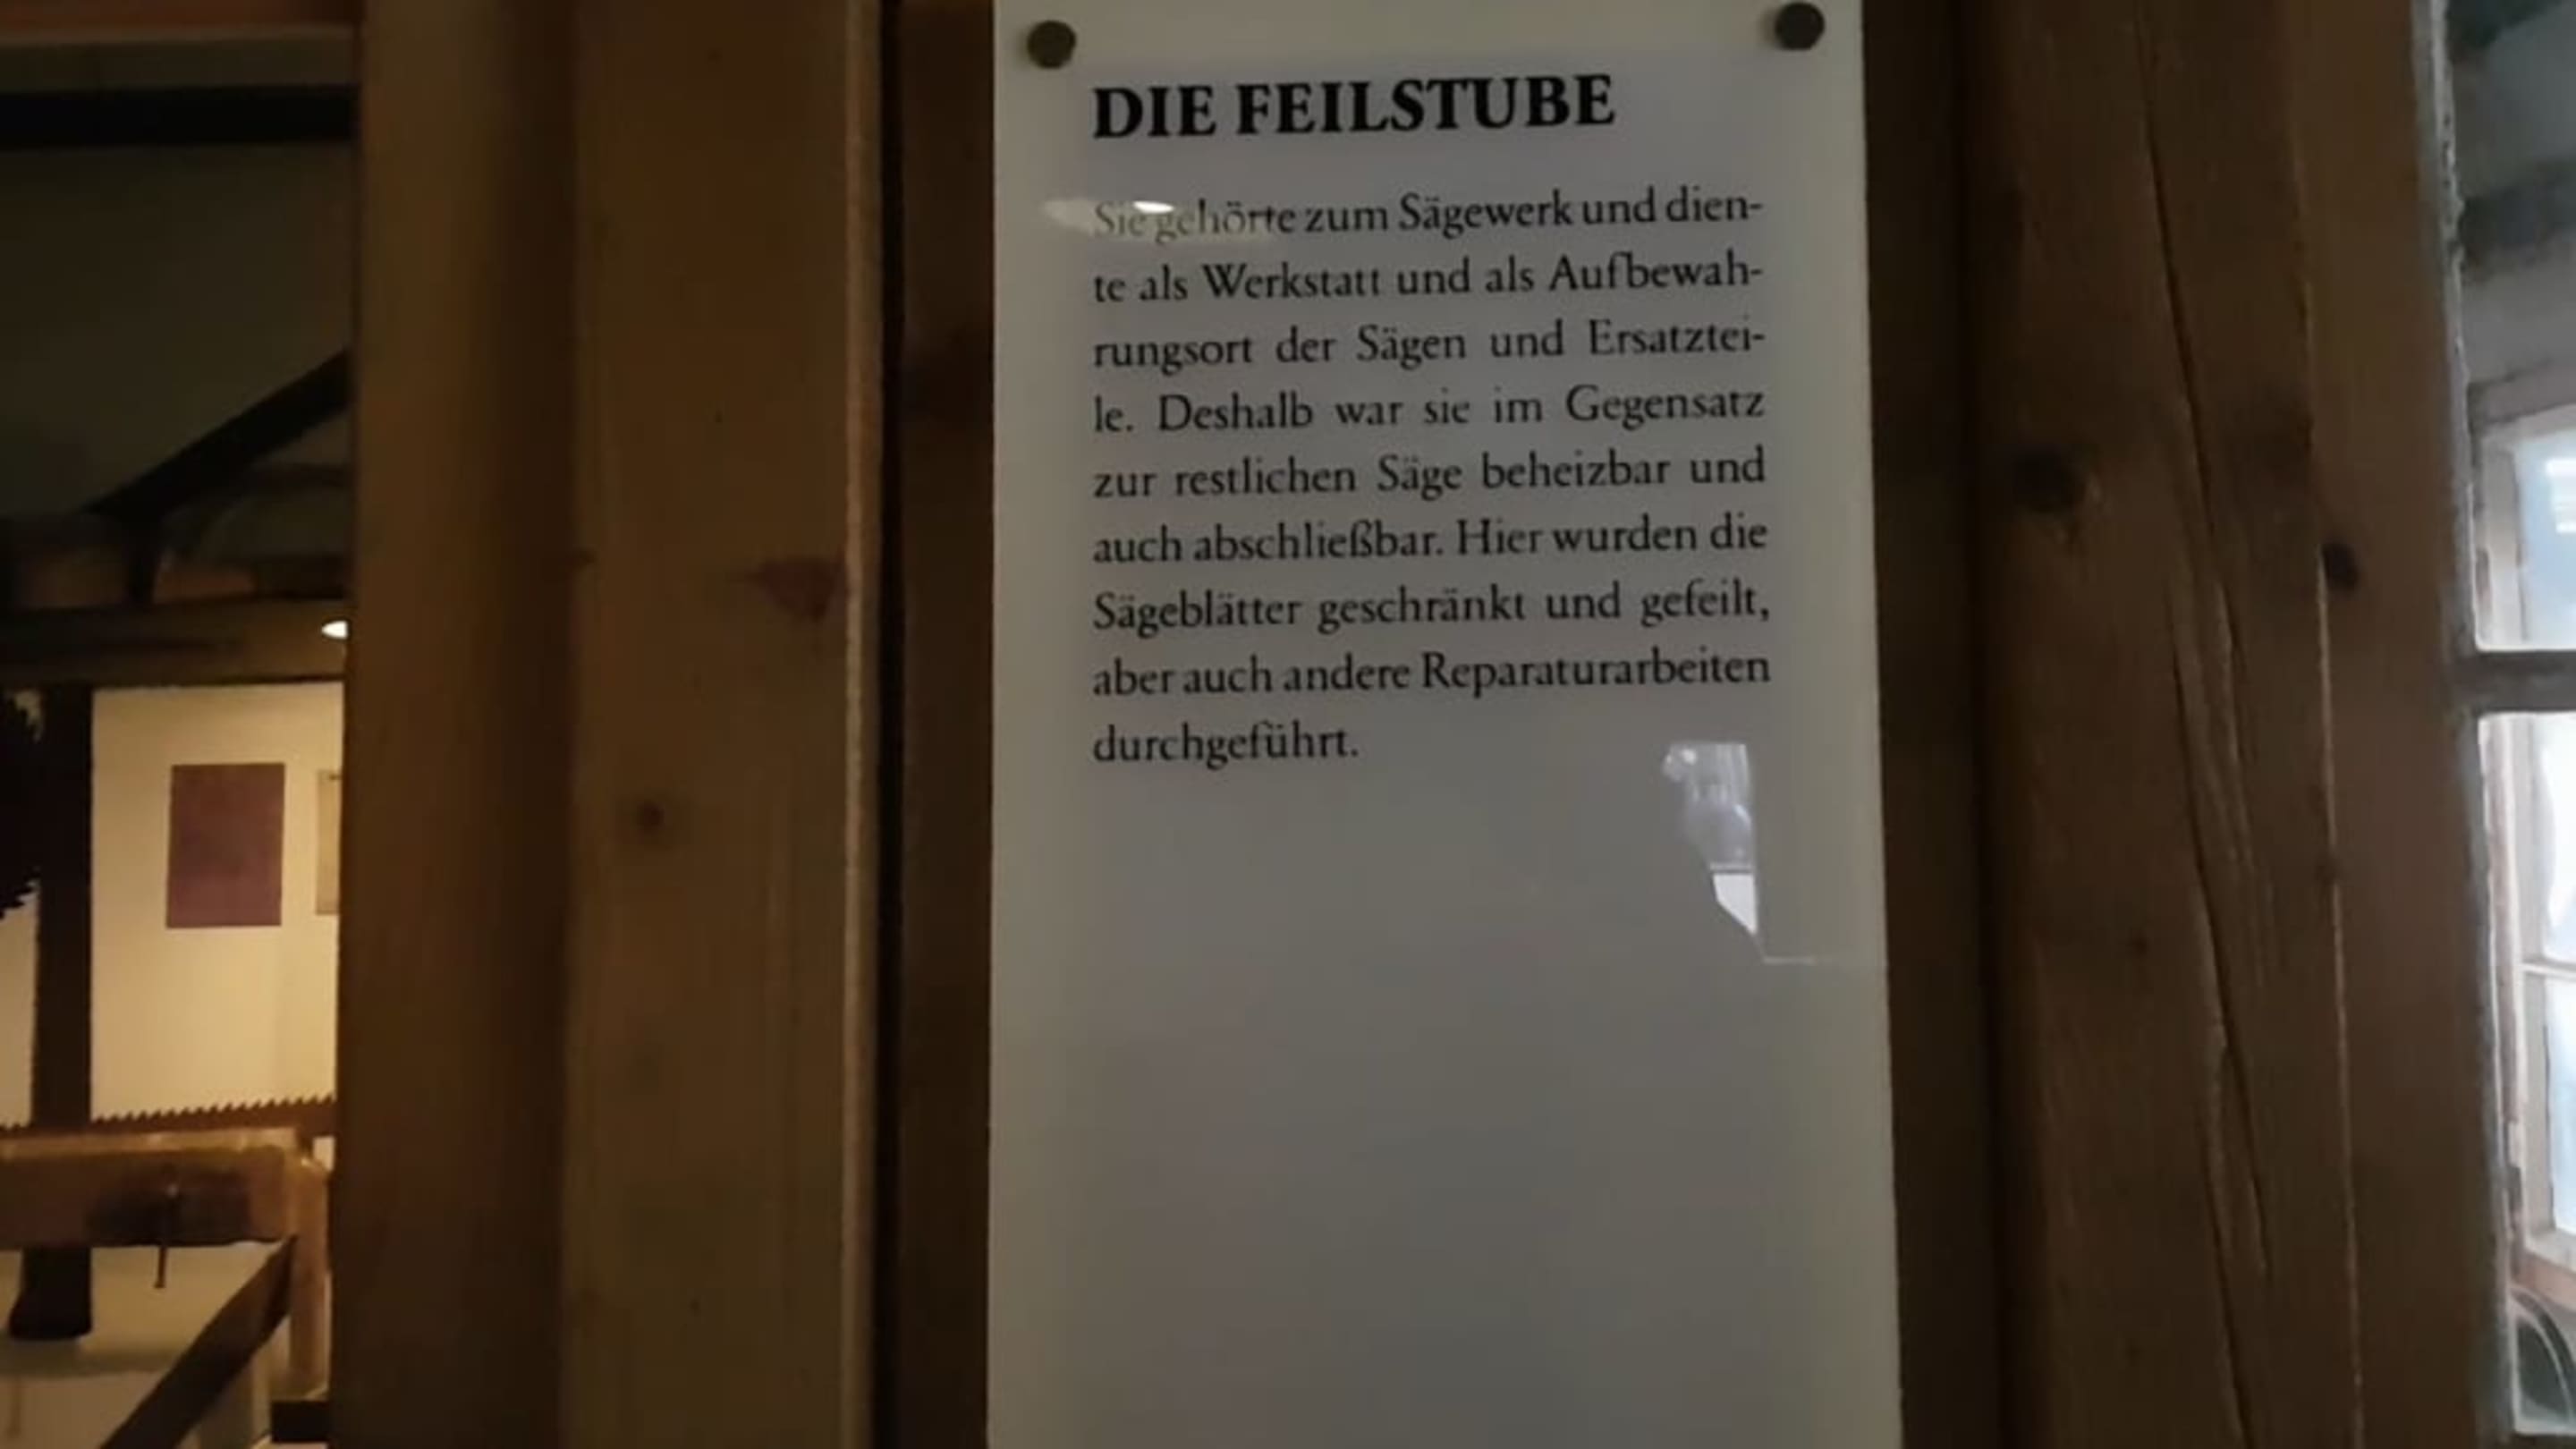 DIE FEILSTUBE
Sie gehörte zum Sägewerk und dien-
te als Werkstatt und als Aufbewah-
rungsort der Sägen und Ersatztei-
le. Deshalb war sie im Gegensatz
zur restlichen Säge beheizbar und
auch abschließbar. Hier wurden die
Sägeblätter geschränkt und gefeilt,
aber auch andere Reparaturarbeiten
durchgeführt.